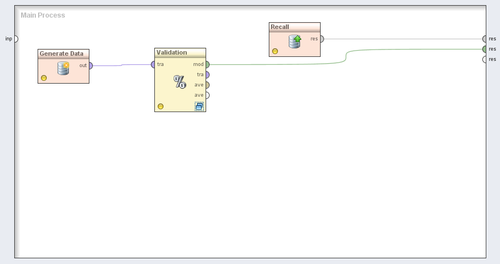 Main Process
Recall
inp
res
res
Generate Data
Validation
res
out
tra
mod
res
tra
ave
ave
%